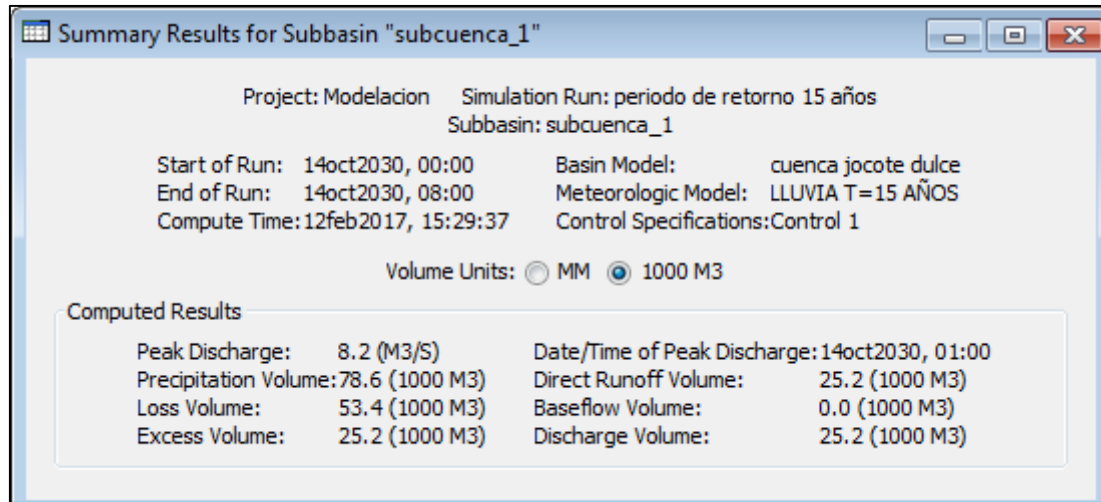 Summary Results for Subbasin "subcuenca_1"
Project: Modelacion Simulation Run: periodo de retorno 15 años
Subbasin: subcuenca_1
Start of Run: 14oct2030, 00:00 Basin Model: cuenca jocote dulce
End of Run: 14oct2030, 08:00 Meteorologic Model: LLUVIA T=15 AÑOS
Compute Time: 12feb2017, 15:29:37 Control Specifications: Control 1
Volume Units: MM 1000 M3
Computed Results
Peak Discharge: 8.2 (M3/S) Date/Time of Peak Discharge: 14oct2030, 01:00
Precipitation Volume: 78.6 (1000 M3) Direct Runoff Volume: 25.2 (1000 M3)
Loss Volume: 53.4 (1000 M3) Baseflow Volume: 0.0 (1000 M3)
Excess Volume: 25.2 (1000 M3) Discharge Volume: 25.2 (1000 M3)